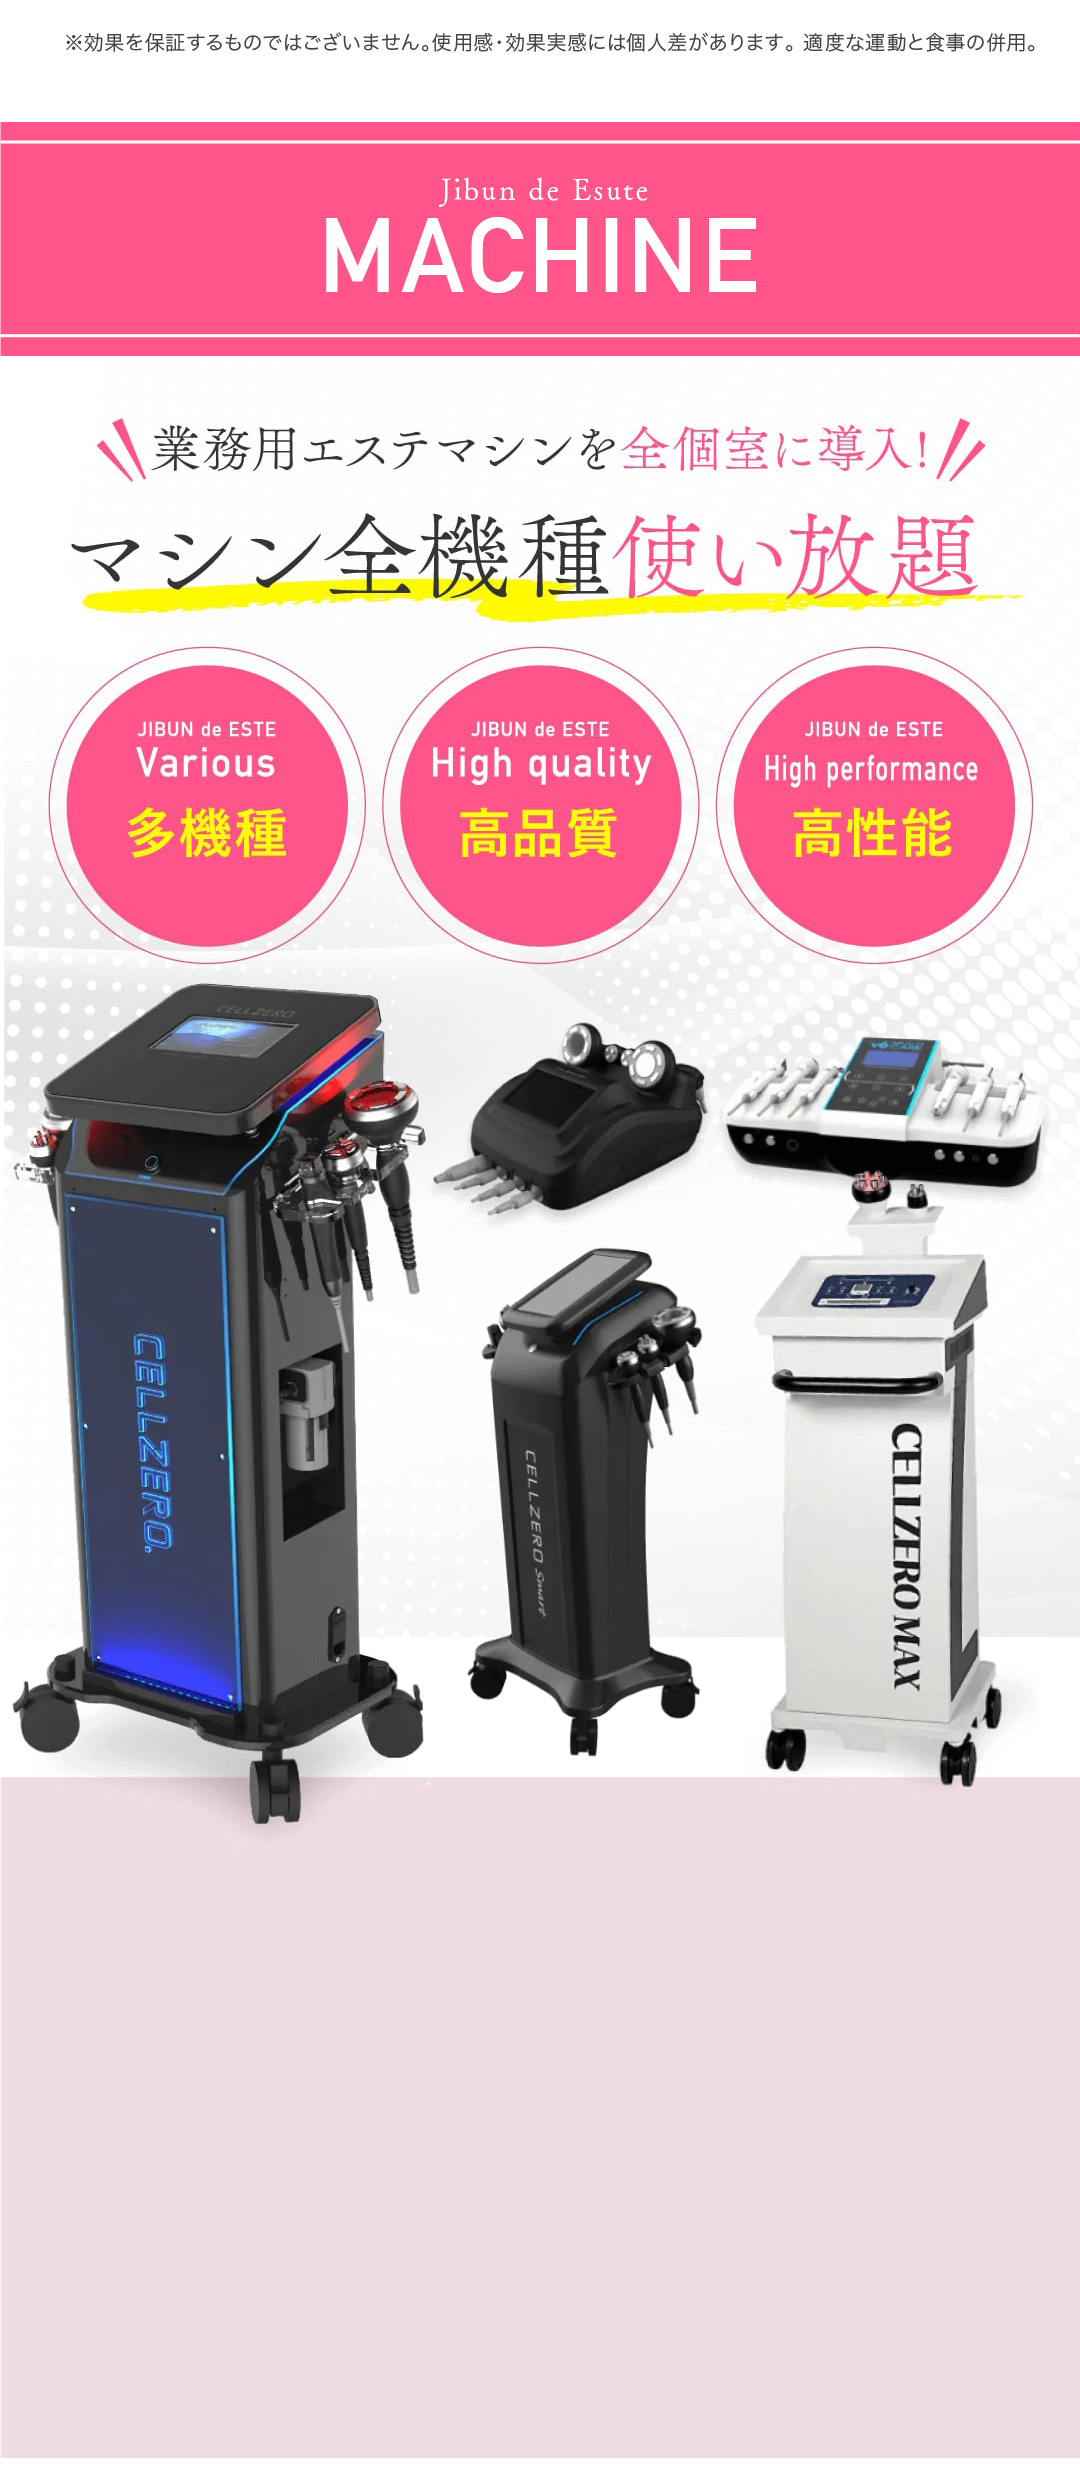 ※効果を保証するものではございません。使用感・効果実感には個人差があります。適度な運動と食事の併用。
Jibun de Esute
MACHINE
業務用エステマシンを全個室に導入!
マシン全機種使い放題
JIBUN de ESTE
Various
多機種
JIBUN de ESTE
High quality
高品質
JIBUN de ESTE
High performance
高性能
CELLZERO
CELLZERO.
CELLZERO Smart
CELLZERO MAX